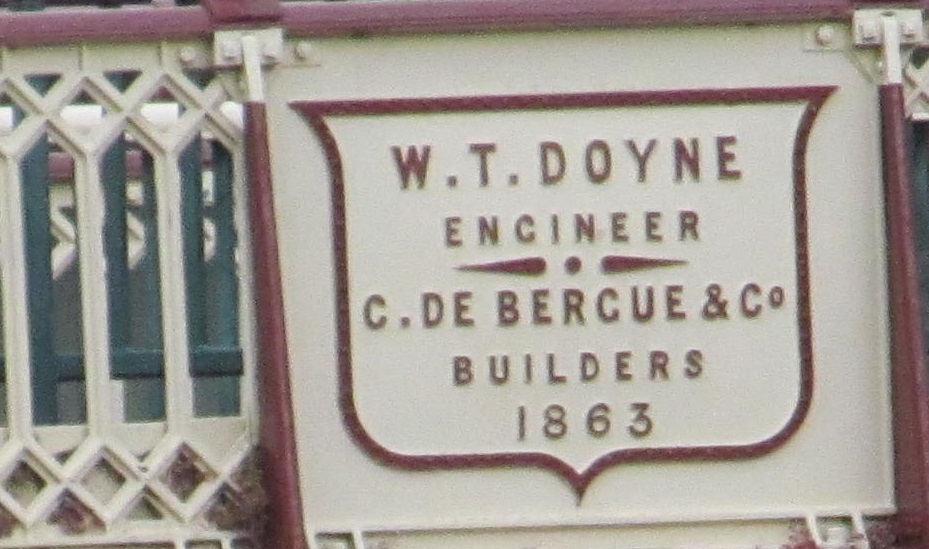 W.T. DOYNE
ENGINEER
C. DE BERGUE & Co
BUILDERS
1863